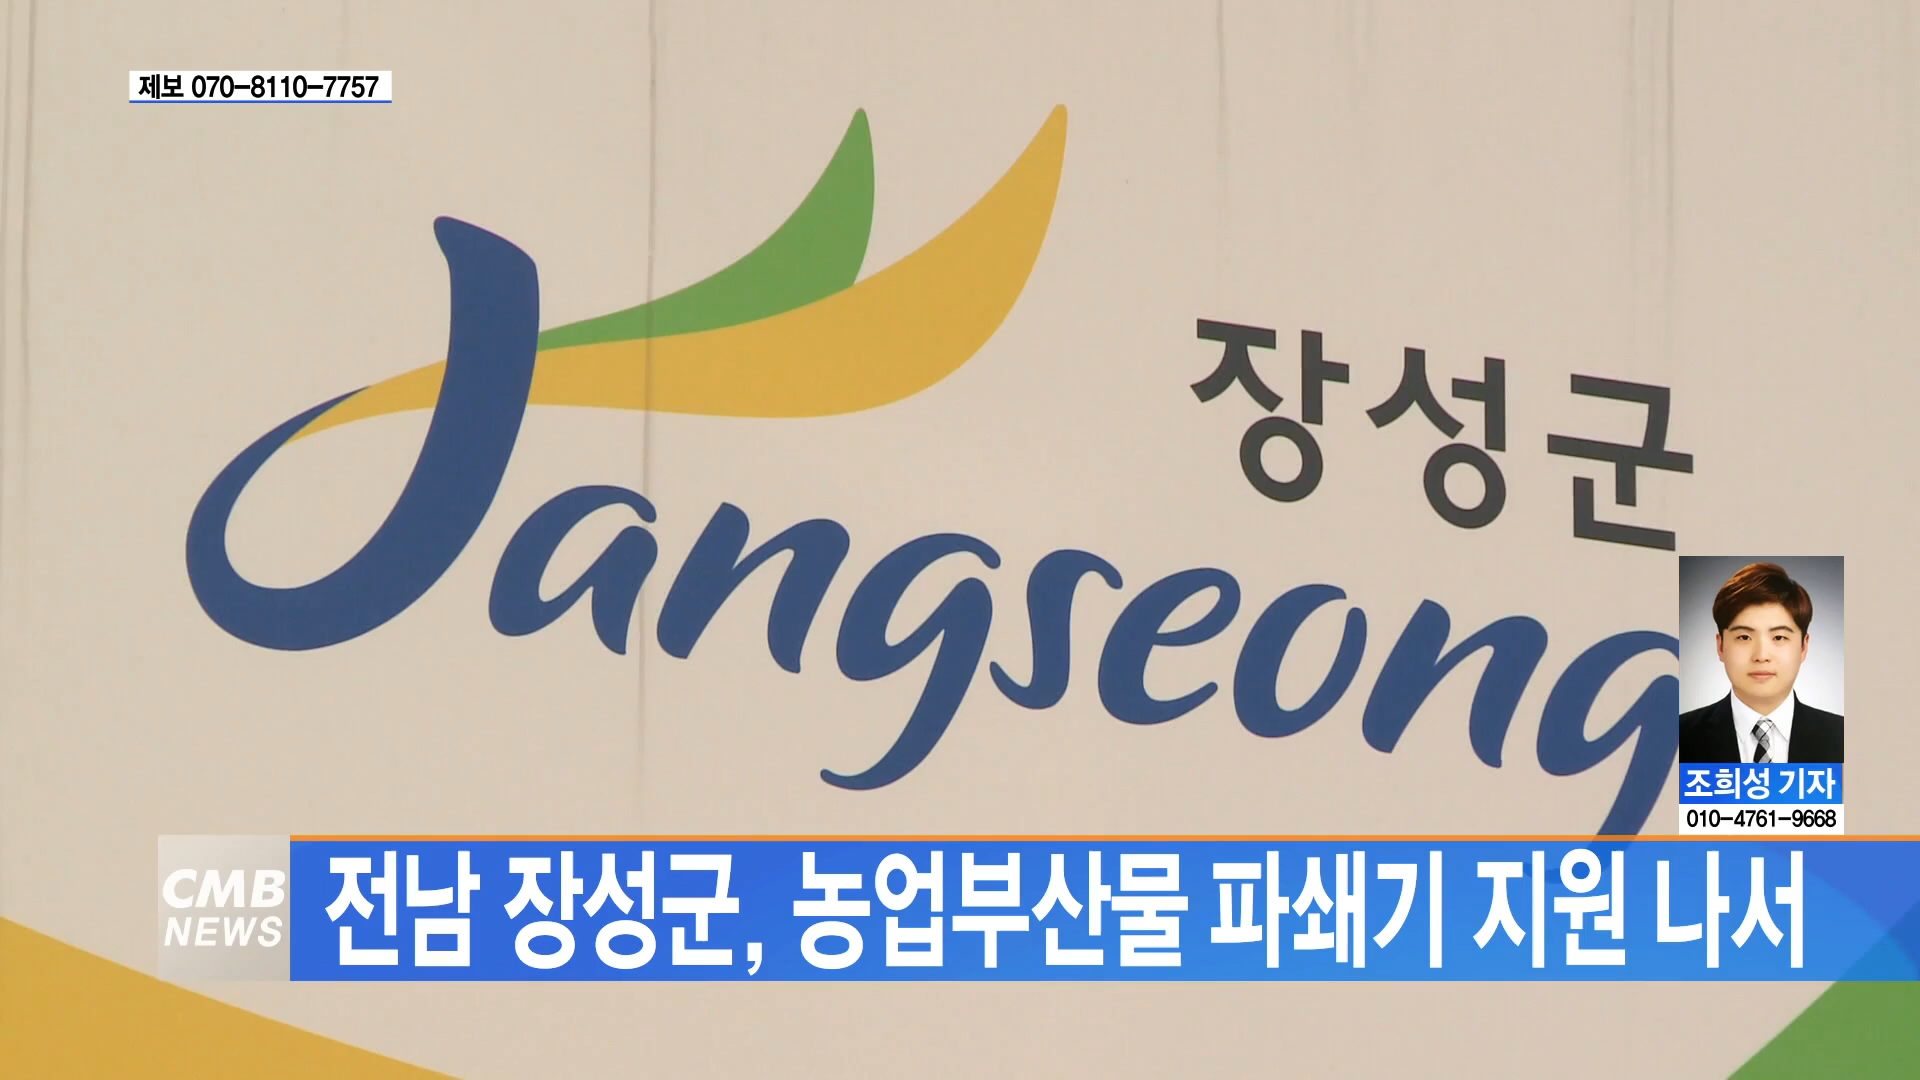 제보 070-8110-7757
장성군
Jangseong
조희성 기자
010-4761-9668
CMB
NEWS
전남 장성군, 농업부산물 파쇄기 지원 나서